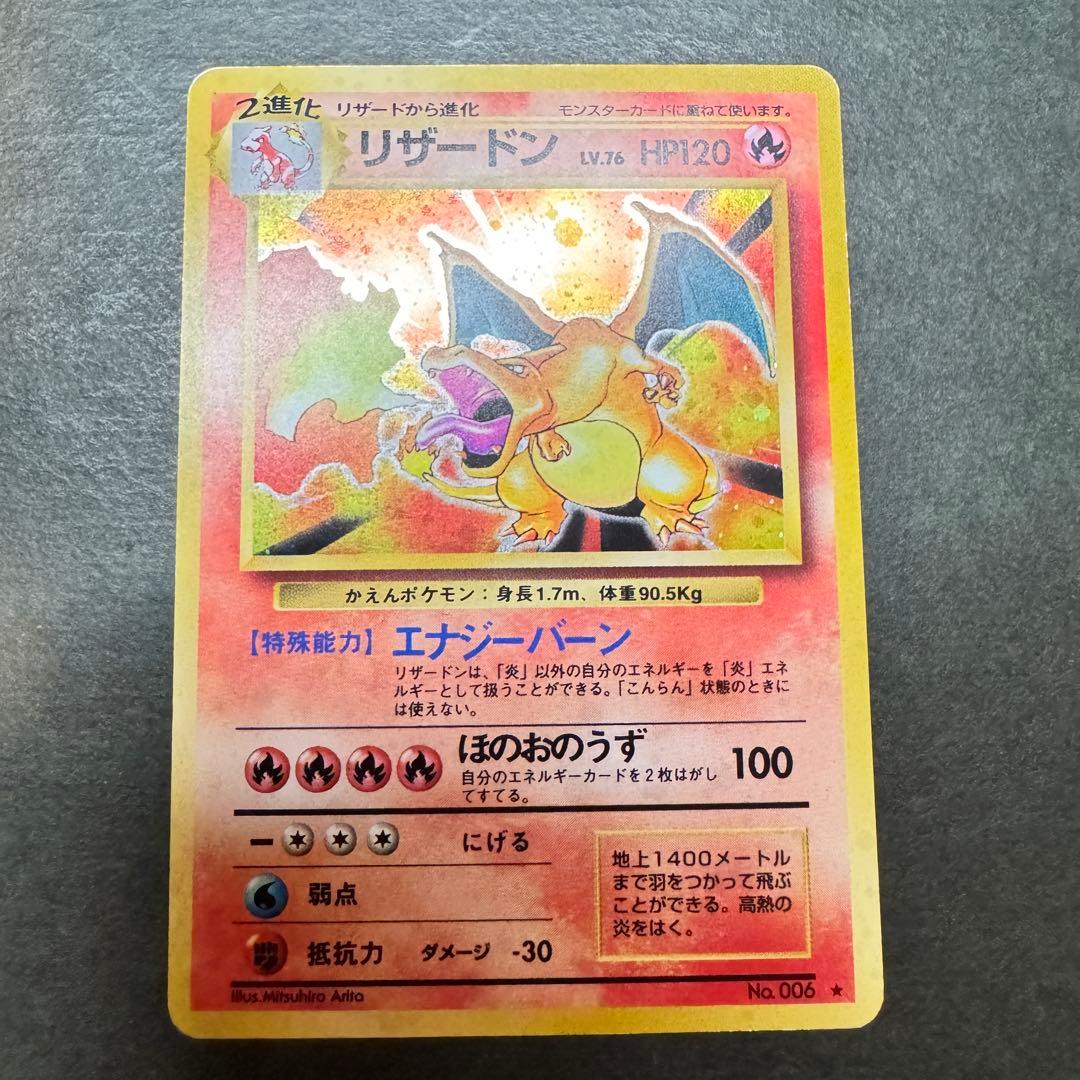 2進化 リザードから進化 モンスターカードに重ねて使います。
リザードン LV.76 HP120
かえんポケモン：身長1.7m、体重90.5Kg
【特殊能力】エナジーバーン
リザードンは、「炎」以外の自分のエネルギーを「炎」エネ
ルギーとして扱うことができる。「こんらん」状態のときに
は使えない。
ほのおのうず 100
自分のエネルギーカードを２枚はがし
てすてる。
ー にげる
弱点
抵抗力 ダメージ -30
地上1400メートル
まで羽をつかって飛ぶ
ことができる。高熱の
炎をはく。
Illus.Mitsuhiro Arita
No.006 ★